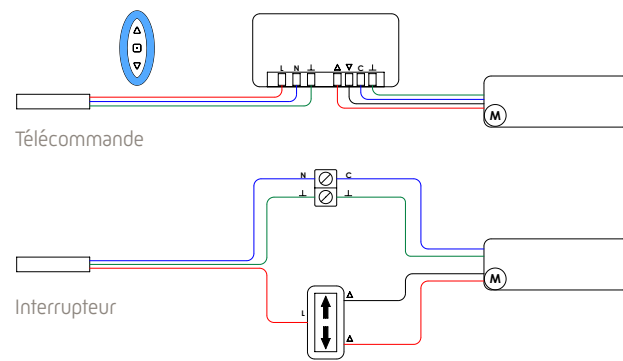 L N ⊥ △ ▽ C ⊥
M
Télécommande
N C
⊥ ⊥
M
Interrupteur
L △
△